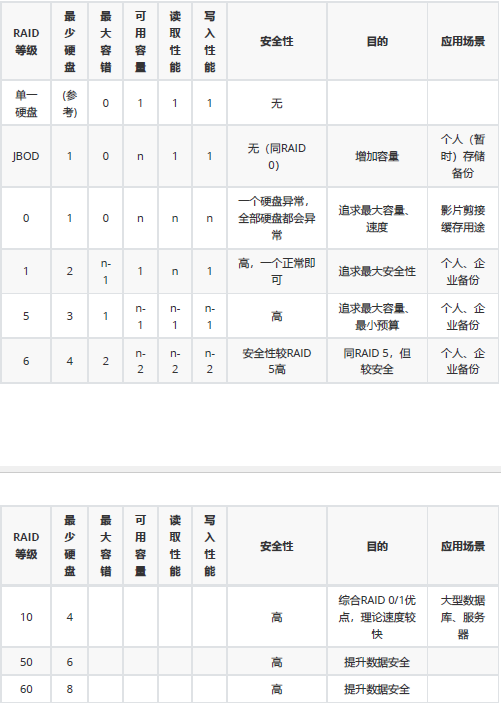 RAID等级 最少硬盘 最大容错 可用容量 读取性能 写入性能 安全性 目的 应用场景
单一硬盘 (参考) 0 1 1 1 无
JBOD 1 0 n 1 1 无（同RAID 0） 增加容量 个人（暂时）存储备份
0 1 0 n n n 一个硬盘异常，全部硬盘都会异常 追求最大容量、速度 影片剪接缓存用途
1 2 n-1 1 n 1 高，一个正常即可 追求最大安全性 个人、企业备份
5 3 1 n-1 n-1 n-1 高 追求最大容量、最小预算 个人、企业备份
6 4 2 n-2 n-2 n-2 安全性较RAID 5高 同RAID 5，但较安全 个人、企业备份
RAID等级 最少硬盘 最大容错 可用容量 读取性能 写入性能 安全性 目的 应用场景
10 4 高 综合RAID 0/1优点，理论速度较快 大型数据库、服务器
50 6 高 提升数据安全
60 8 高 提升数据安全